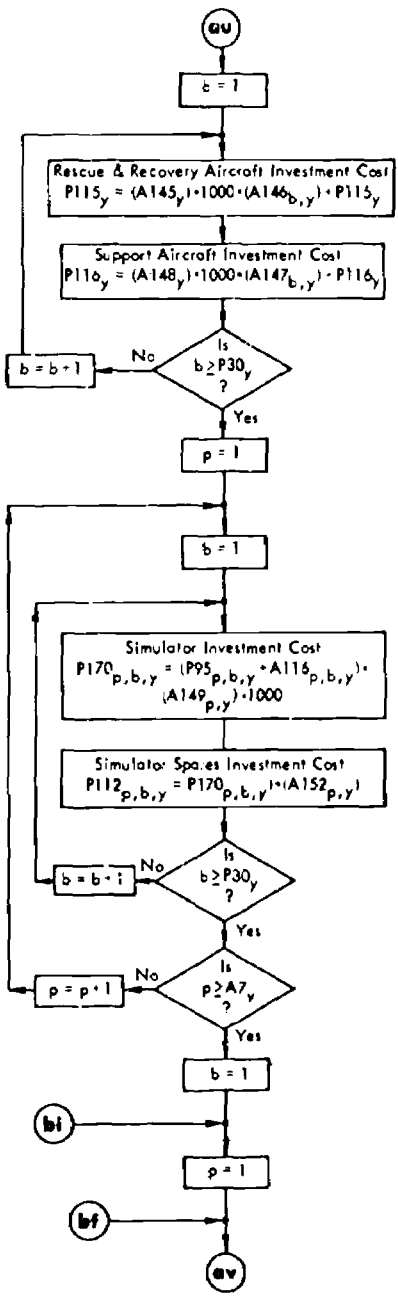 au
b = 1
Rescue & Recovery Aircraft Investment Cost
P115y = (A145y)•1000•(A146b,y) + P115y
Support Aircraft Investment Cost
P116y = (A148y)•1000•(A147b,y) + P116y
Is
b ≥ P30y
?
No
b = b + 1
Yes
p = 1
b = 1
Simulator Investment Cost
P170p,b,y = (P95p,b,y + A116p,b,y)•
(A149p,y)•1000
Simulator Spares Investment Cost
P112p,b,y = P170p,b,y)•(A152p,y)
Is
b ≥ P30y
?
No
b = b + 1
Yes
Is
p ≥ A7y
?
No
p = p + 1
Yes
b = 1
bi
p = 1
bf
av